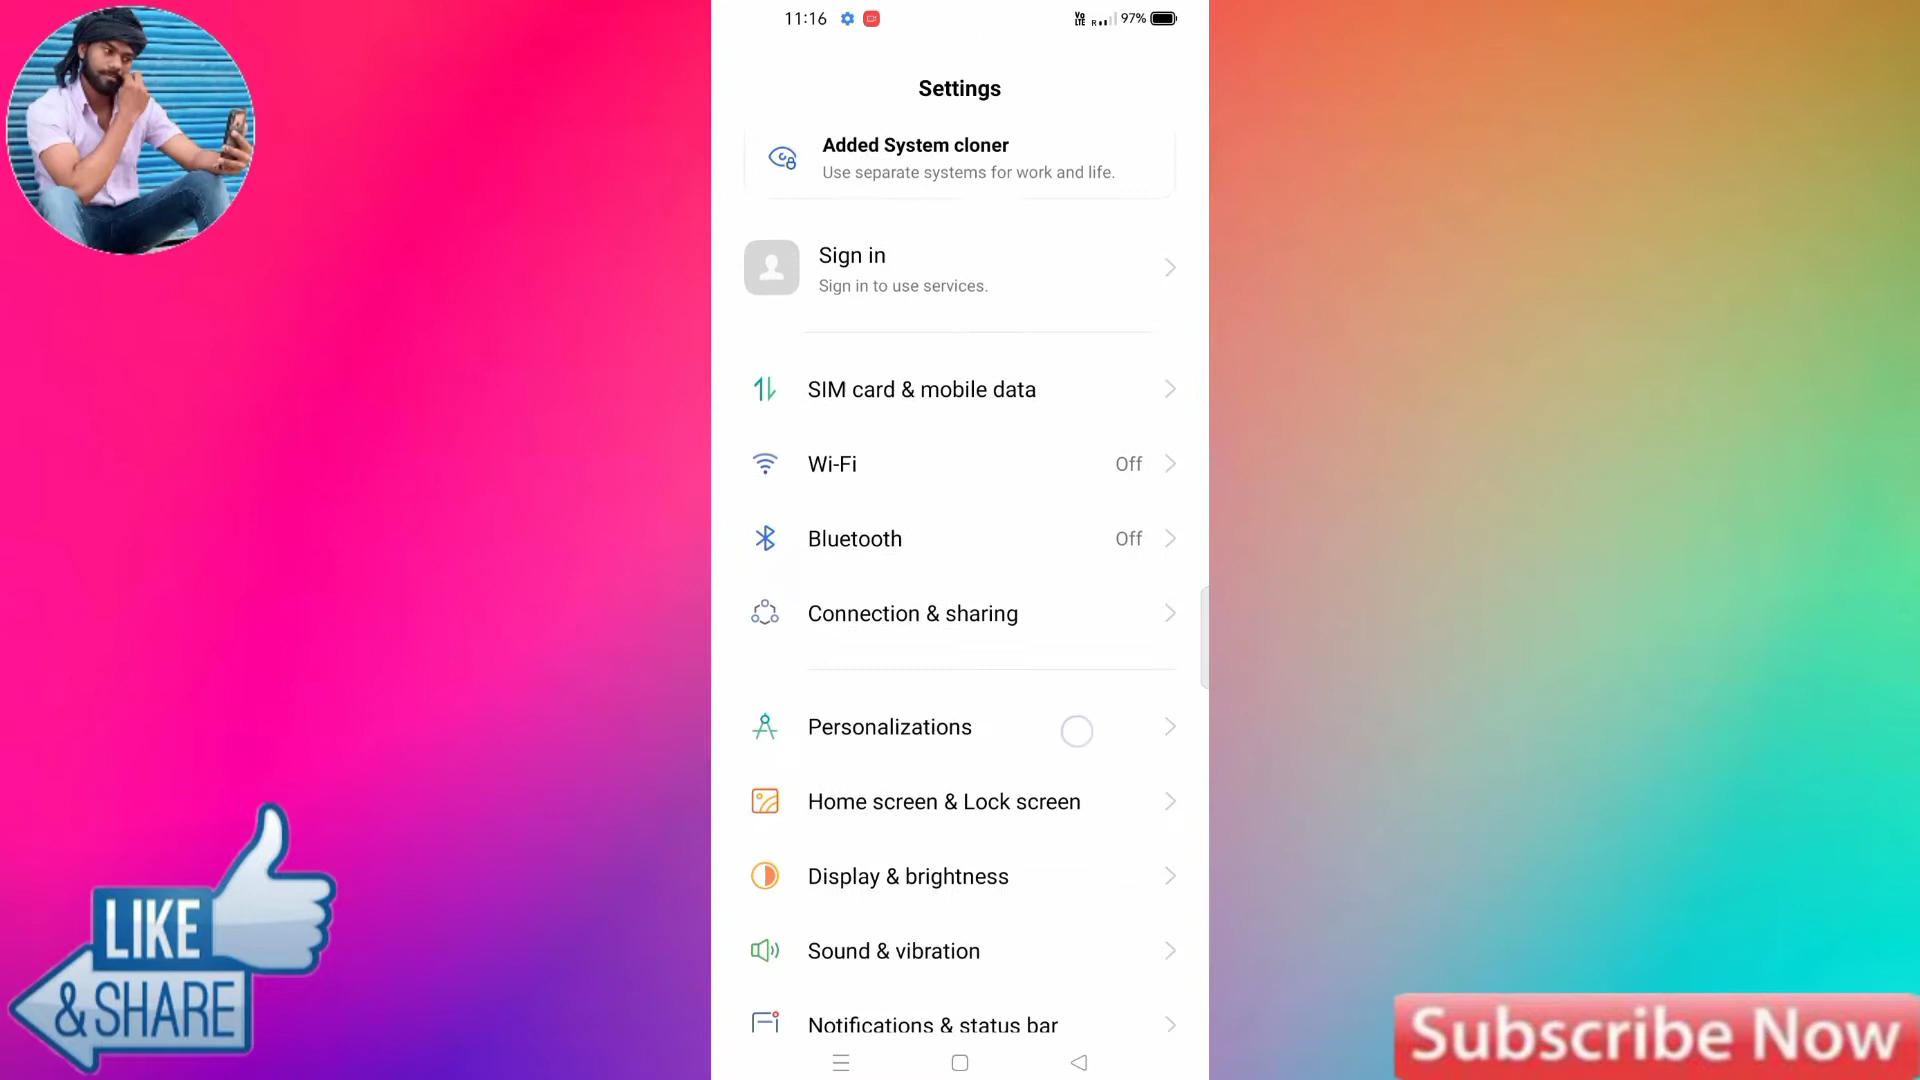 11:16
Vo LTE R 97%
Settings
Added System cloner
Use separate systems for work and life.
Sign in
Sign in to use services.
SIM card & mobile data
Wi-Fi Off
Bluetooth Off
Connection & sharing
Personalizations
Home screen & Lock screen
Display & brightness
Sound & vibration
Notifications & status bar
LIKE
& SHARE
Subscribe Now